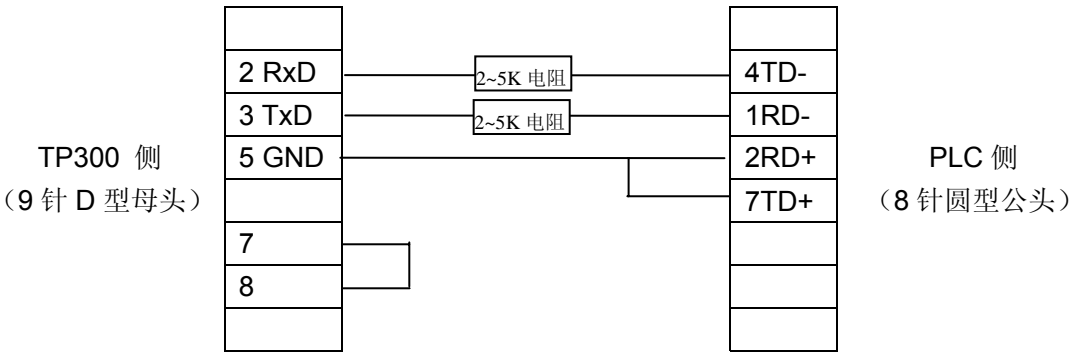 2 RxD
2~5K 电阻
4TD-
3 TxD
2~5K 电阻
1RD-
TP300 侧
5 GND
2RD+
PLC 侧
(9 针 D 型母头)
7TD+
(8 针圆型公头)
7
8